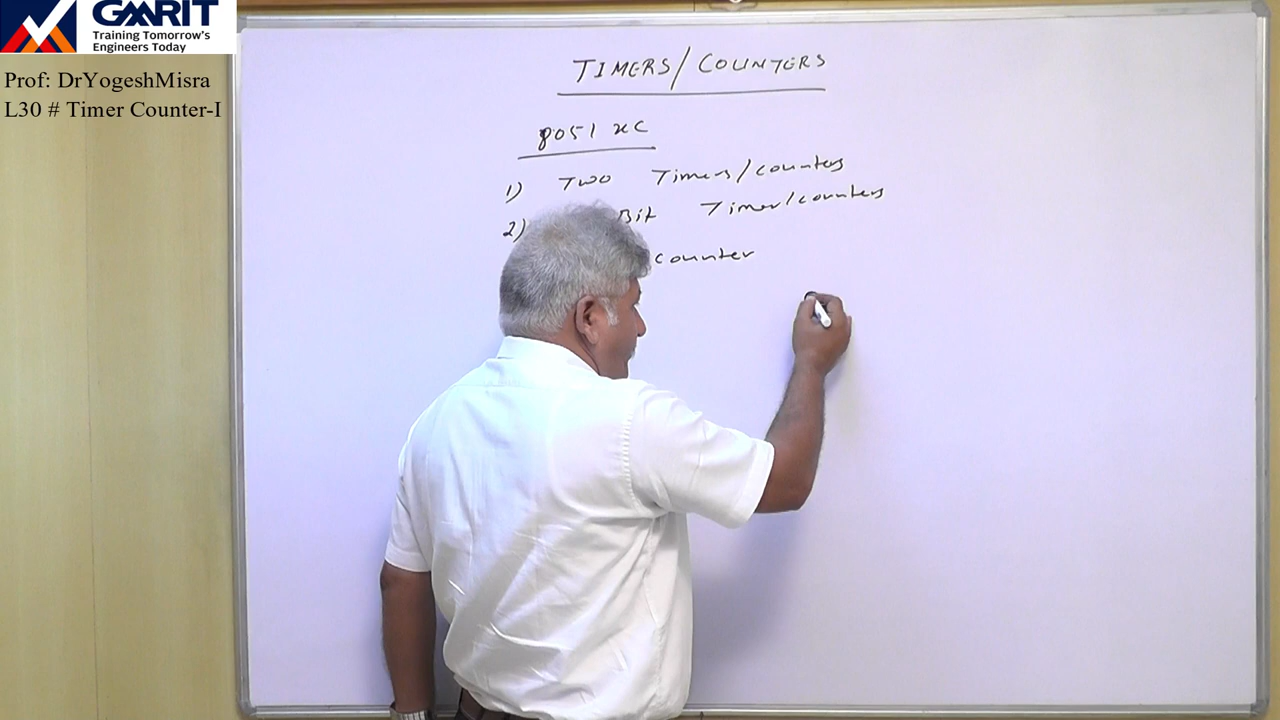 GMRIT
Training Tomorrow's
Engineers Today
Prof: DrYogeshMisra
L30 # Timer Counter-I
TIMERS/COUNTERS
8051 uC
1) Two Timers/counters
2) Bit Timer/counters
counter